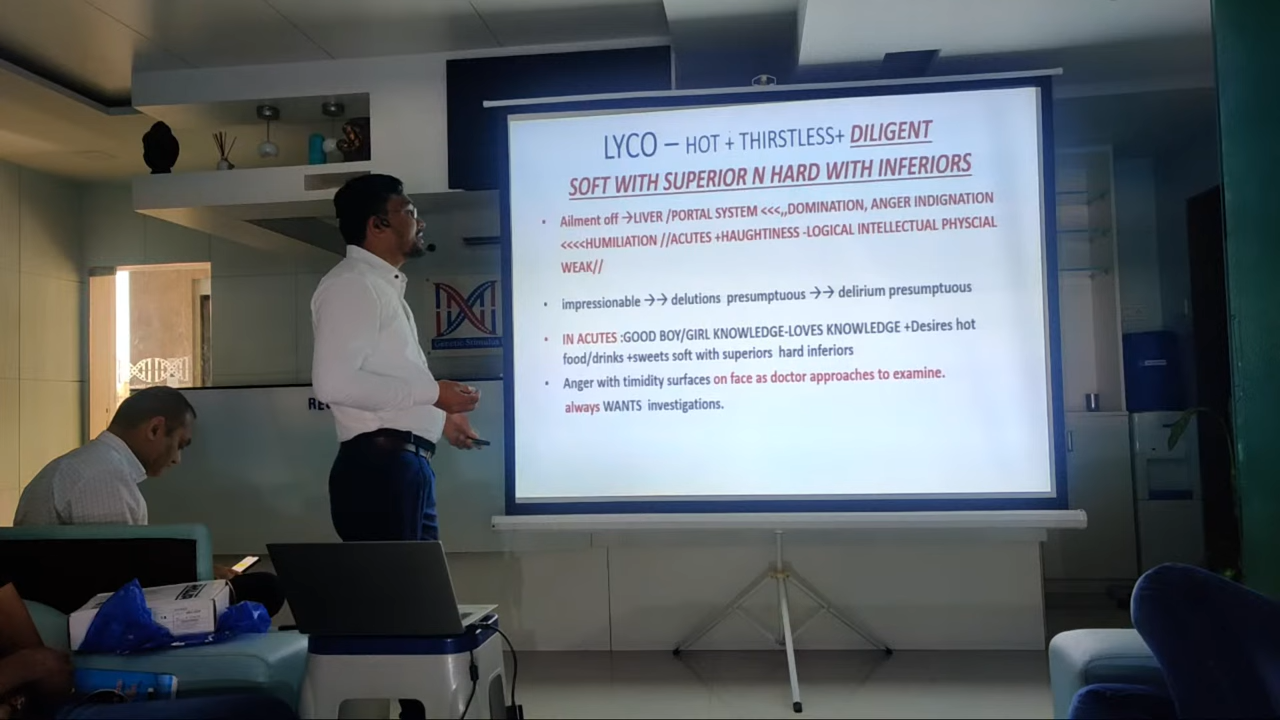 LYCO – HOT + THIRSTLESS+ DILIGENT
SOFT WITH SUPERIOR N HARD WITH INFERIORS
• Ailment off →LIVER /PORTAL SYSTEM <<<,,DOMINATION, ANGER INDIGNATION
<<<<HUMILIATION //ACUTES +HAUGHTINESS -LOGICAL INTELLECTUAL PHYSCIAL
WEAK//
• impressionable →→ delutions presumptuous →→ delirium presumptuous
• IN ACUTES :GOOD BOY/GIRL KNOWLEDGE-LOVES KNOWLEDGE +Desires hot
food/drinks +sweets soft with superiors hard inferiors
• Anger with timidity surfaces on face as doctor approaches to examine.
always WANTS investigations.